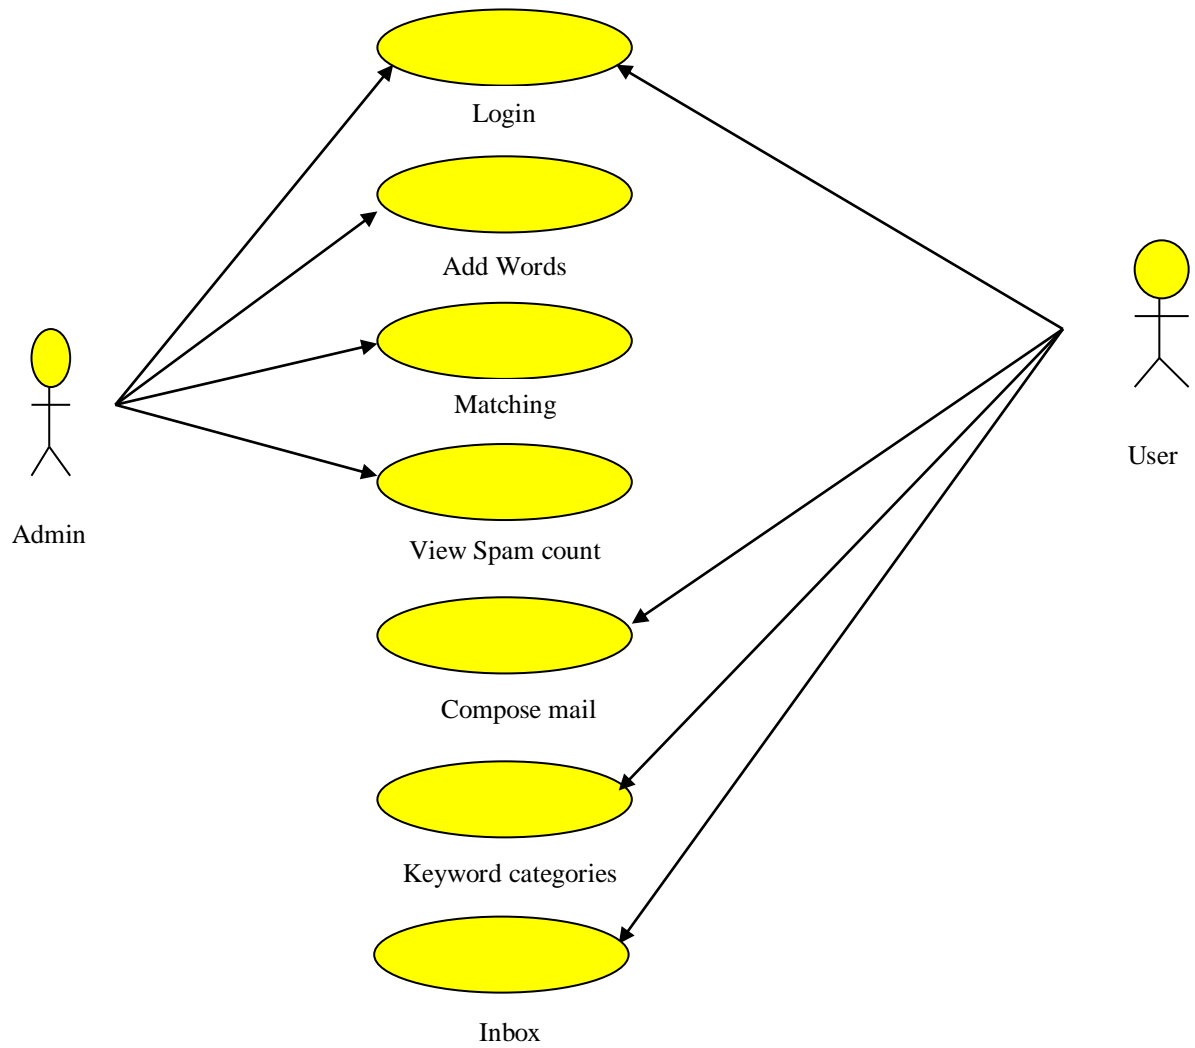 Login
Add Words
Matching
User
Admin
View Spam count
Compose mail
Keyword categories
Inbox